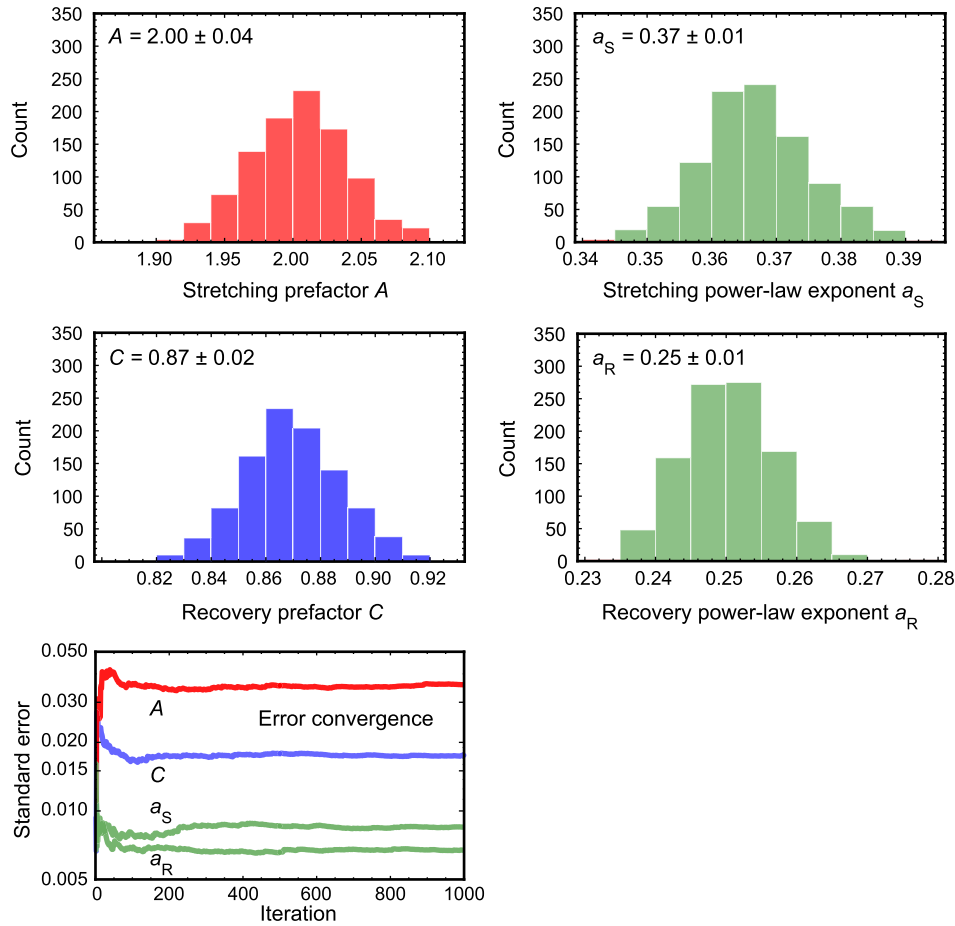 350
300
250
200
150
100
50
0
Count
A = 2.00 ± 0.04
1.90 1.95 2.00 2.05 2.10
Stretching prefactor A
350
300
250
200
150
100
50
0
Count
aS = 0.37 ± 0.01
0.34 0.35 0.36 0.37 0.38 0.39
Stretching power-law exponent aS
350
300
250
200
150
100
50
0
Count
C = 0.87 ± 0.02
0.82 0.84 0.86 0.88 0.90 0.92
Recovery prefactor C
350
300
250
200
150
100
50
0
Count
aR = 0.25 ± 0.01
0.23 0.24 0.25 0.26 0.27 0.28
Recovery power-law exponent aR
0.050
0.030
0.020
0.015
0.010
0.005
Standard error
A
Error convergence
C
aS
aR
0 200 400 600 800 1000
Iteration